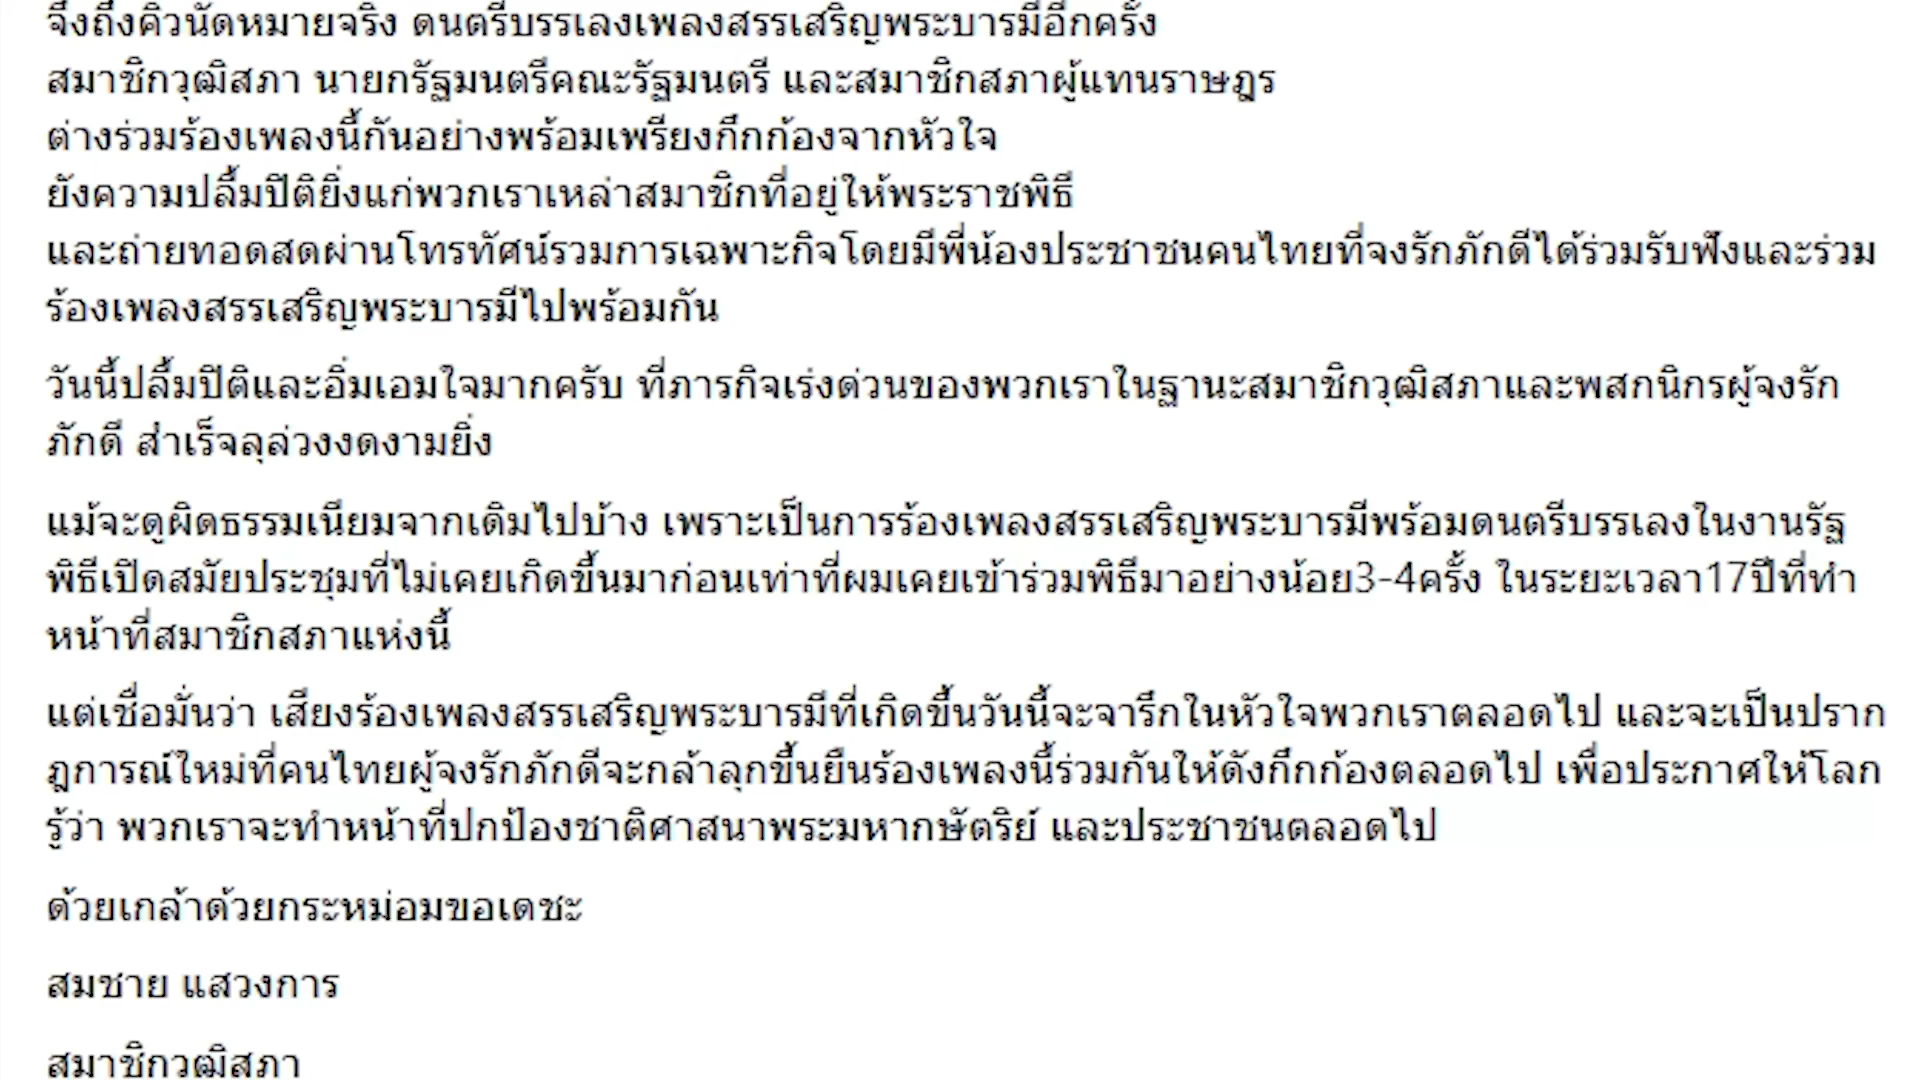 จึงถึงคิวนัดหมายจริง ดนตรีบรรเลงเพลงสรรเสริญพระบารมีอีกครั้ง
สมาชิกวุฒิสภา นายกรัฐมนตรีคณะรัฐมนตรี และสมาชิกสภาผู้แทนราษฎร
ต่างร่วมร้องเพลงนี้กันอย่างพร้อมเพรียงกึกก้องจากหัวใจ
ยังความปลื้มปิติยิ่งแก่พวกเราเหล่าสมาชิกที่อยู่ให้พระราชพิธี
และถ่ายทอดสดผ่านโทรทัศน์รวมการเฉพาะกิจโดยมีพี่น้องประชาชนคนไทยที่จงรักภักดีได้ร่วมรับฟังและร่วม
ร้องเพลงสรรเสริญพระบารมีไปพร้อมกัน
วันนี้ปลื้มปิติและอิ่มเอมใจมากครับ ที่ภารกิจเร่งด่วนของพวกเราในฐานะสมาชิกวุฒิสภาและพสกนิกรผู้จงรัก
ภักดี สำเร็จลุล่วงงดงามยิ่ง
แม้จะดูผิดธรรมเนียมจากเดิมไปบ้าง เพราะเป็นการร้องเพลงสรรเสริญพระบารมีพร้อมดนตรีบรรเลงในงานรัฐ
พิธีเปิดสมัยประชุมที่ไม่เคยเกิดขึ้นมาก่อนเท่าที่ผมเคยเข้าร่วมพิธีมาอย่างน้อย3-4ครั้ง ในระยะเวลา17ปีที่ทำ
หน้าที่สมาชิกสภาแห่งนี้
แต่เชื่อมั่นว่า เสียงร้องเพลงสรรเสริญพระบารมีที่เกิดขึ้นวันนี้จะจารึกในหัวใจพวกเราตลอดไป และจะเป็นปราก
ฎการณ์ใหม่ที่คนไทยผู้จงรักภักดีจะกล้าลุกขึ้นยืนร้องเพลงนี้ร่วมกันให้ดังกึกก้องตลอดไป เพื่อประกาศให้โลก
รู้ว่า พวกเราจะทำหน้าที่ปกป้องชาติศาสนาพระมหากษัตริย์ และประชาชนตลอดไป
ด้วยเกล้าด้วยกระหม่อมขอเดชะ
สมชาย แสวงการ
สมาชิกวุฒิสภา